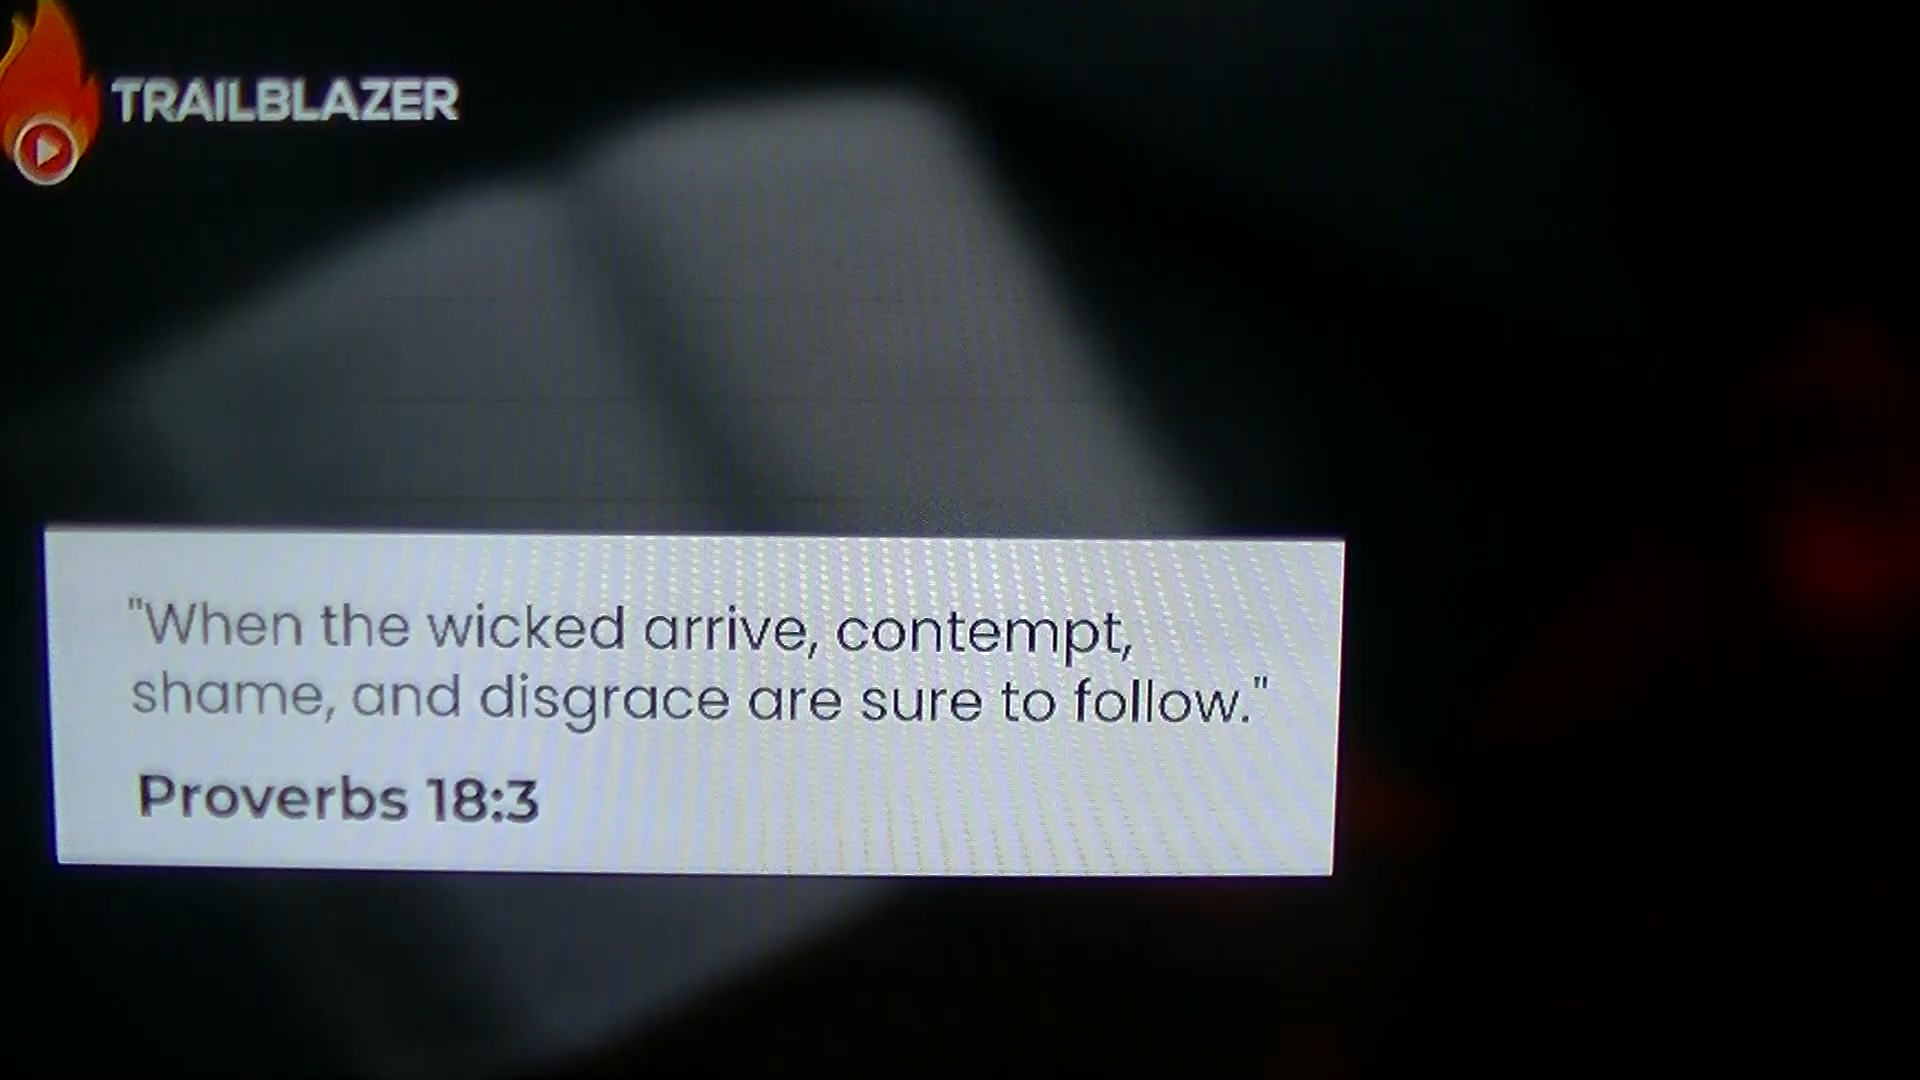 TRAILBLAZER
"When the wicked arrive, contempt,
shame, and disgrace are sure to follow."
Proverbs 18:3